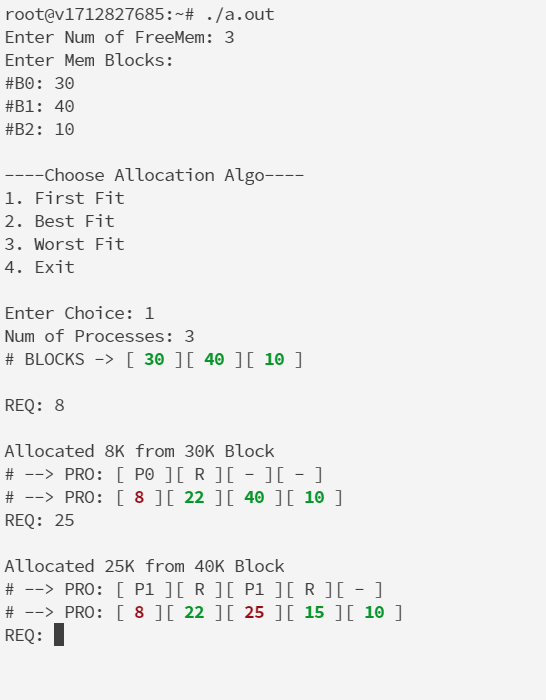 root@v1712827685:~# ./a.out
Enter Num of FreeMem: 3
Enter Mem Blocks:
#B0: 30
#B1: 40
#B2: 10
----Choose Allocation Algo----
1. First Fit
2. Best Fit
3. Worst Fit
4. Exit
Enter Choice: 1
Num of Processes: 3
# BLOCKS -> [ 30 ][ 40 ][ 10 ]
REQ: 8
Allocated 8K from 30K Block
# --> PRO: [ P0 ][ R ][ - ][ - ]
# --> PRO: [ 8 ][ 22 ][ 40 ][ 10 ]
REQ: 25
Allocated 25K from 40K Block
# --> PRO: [ P1 ][ R ][ P1 ][ R ][ - ]
# --> PRO: [ 8 ][ 22 ][ 25 ][ 15 ][ 10 ]
REQ: